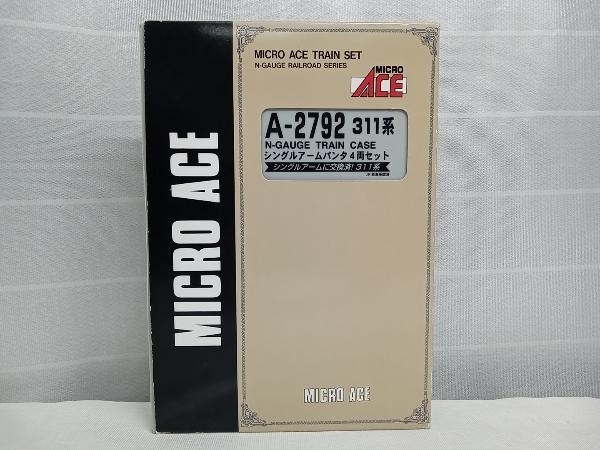 MICRO ACE
MICRO ACE TRAIN SET
N-GAUGE RAILROAD SERIES
MICRO
ACE
A-2792 311系
N-GAUGE TRAIN CASE
シングルアームパンタ4両セット
シングルアームに交換済!311系
MICRO ACE